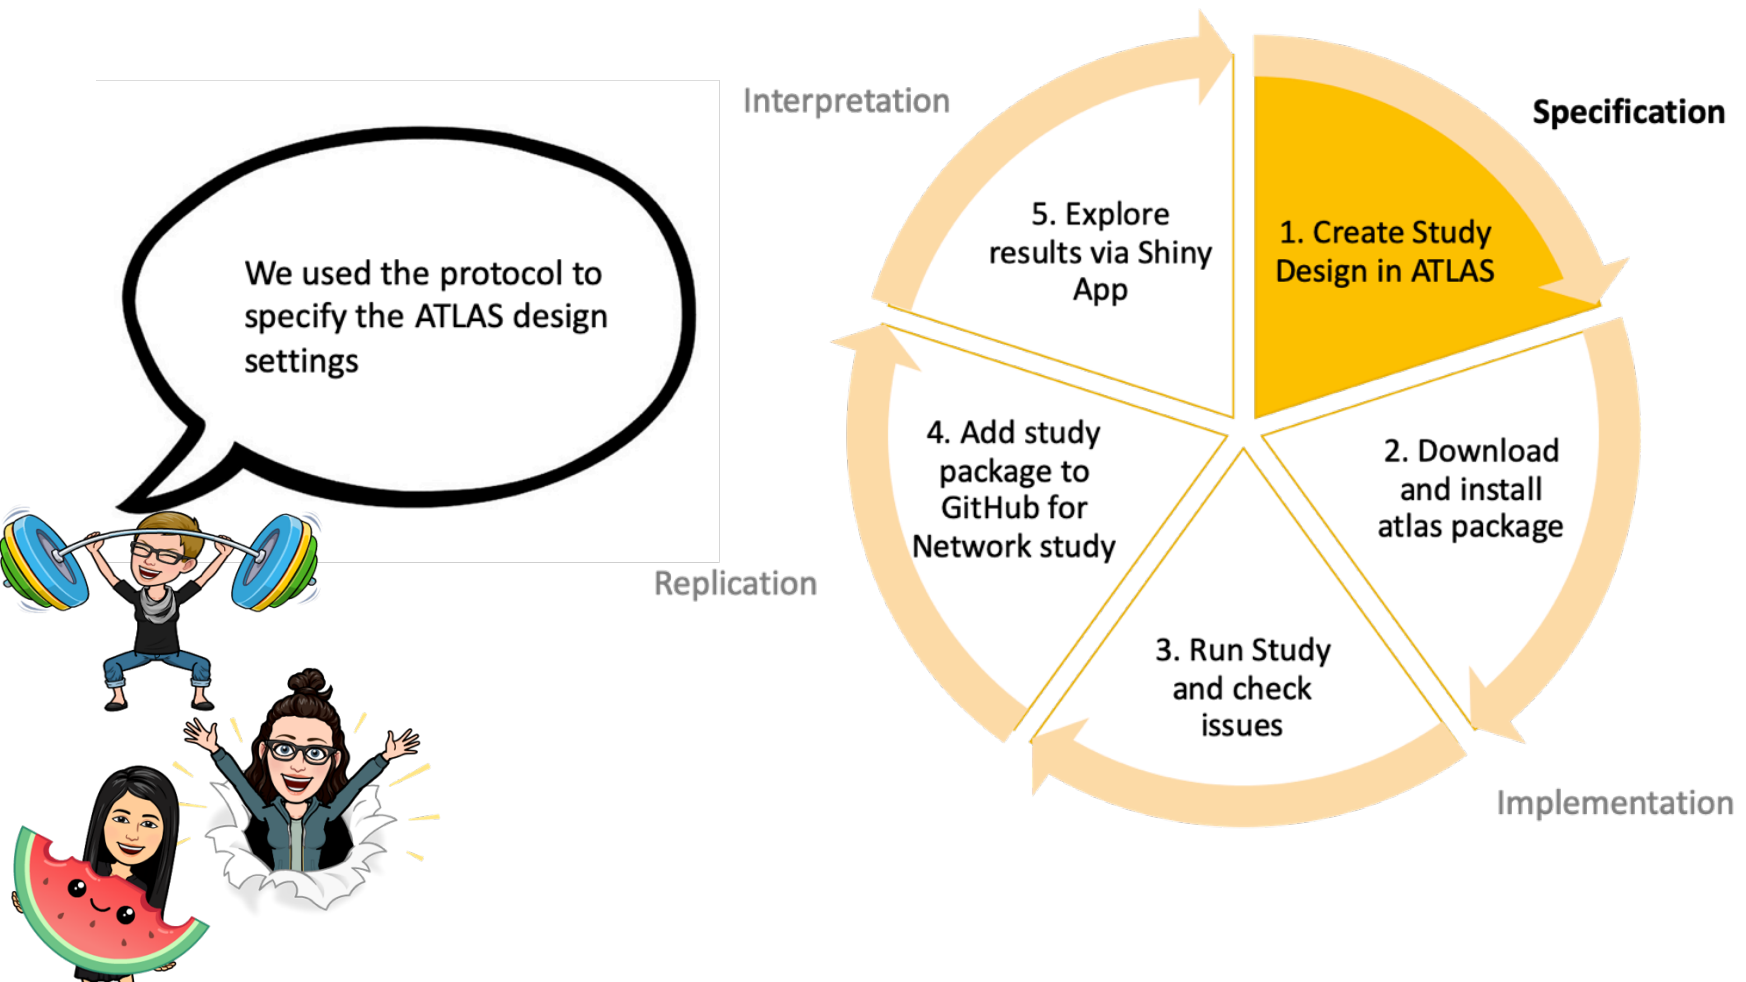 We used the protocol to
specify the ATLAS design
settings
Interpretation
Specification
1. Create Study
Design in ATLAS
2. Download
and install
atlas package
Implementation
3. Run Study
and check
issues
4. Add study
package to
GitHub for
Network study
Replication
5. Explore
results via Shiny
App